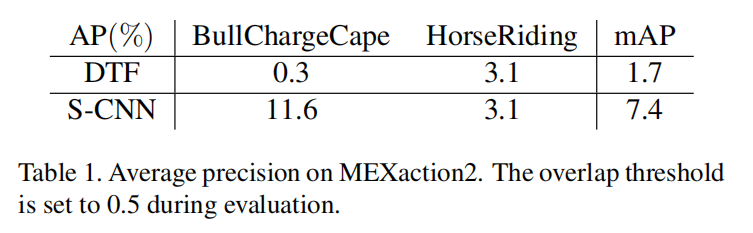 AP(%) BullChargeCape HorseRiding mAP
DTF 0.3 3.1 1.7
S-CNN 11.6 3.1 7.4
Table 1. Average precision on MEXaction2. The overlap threshold
is set to 0.5 during evaluation.